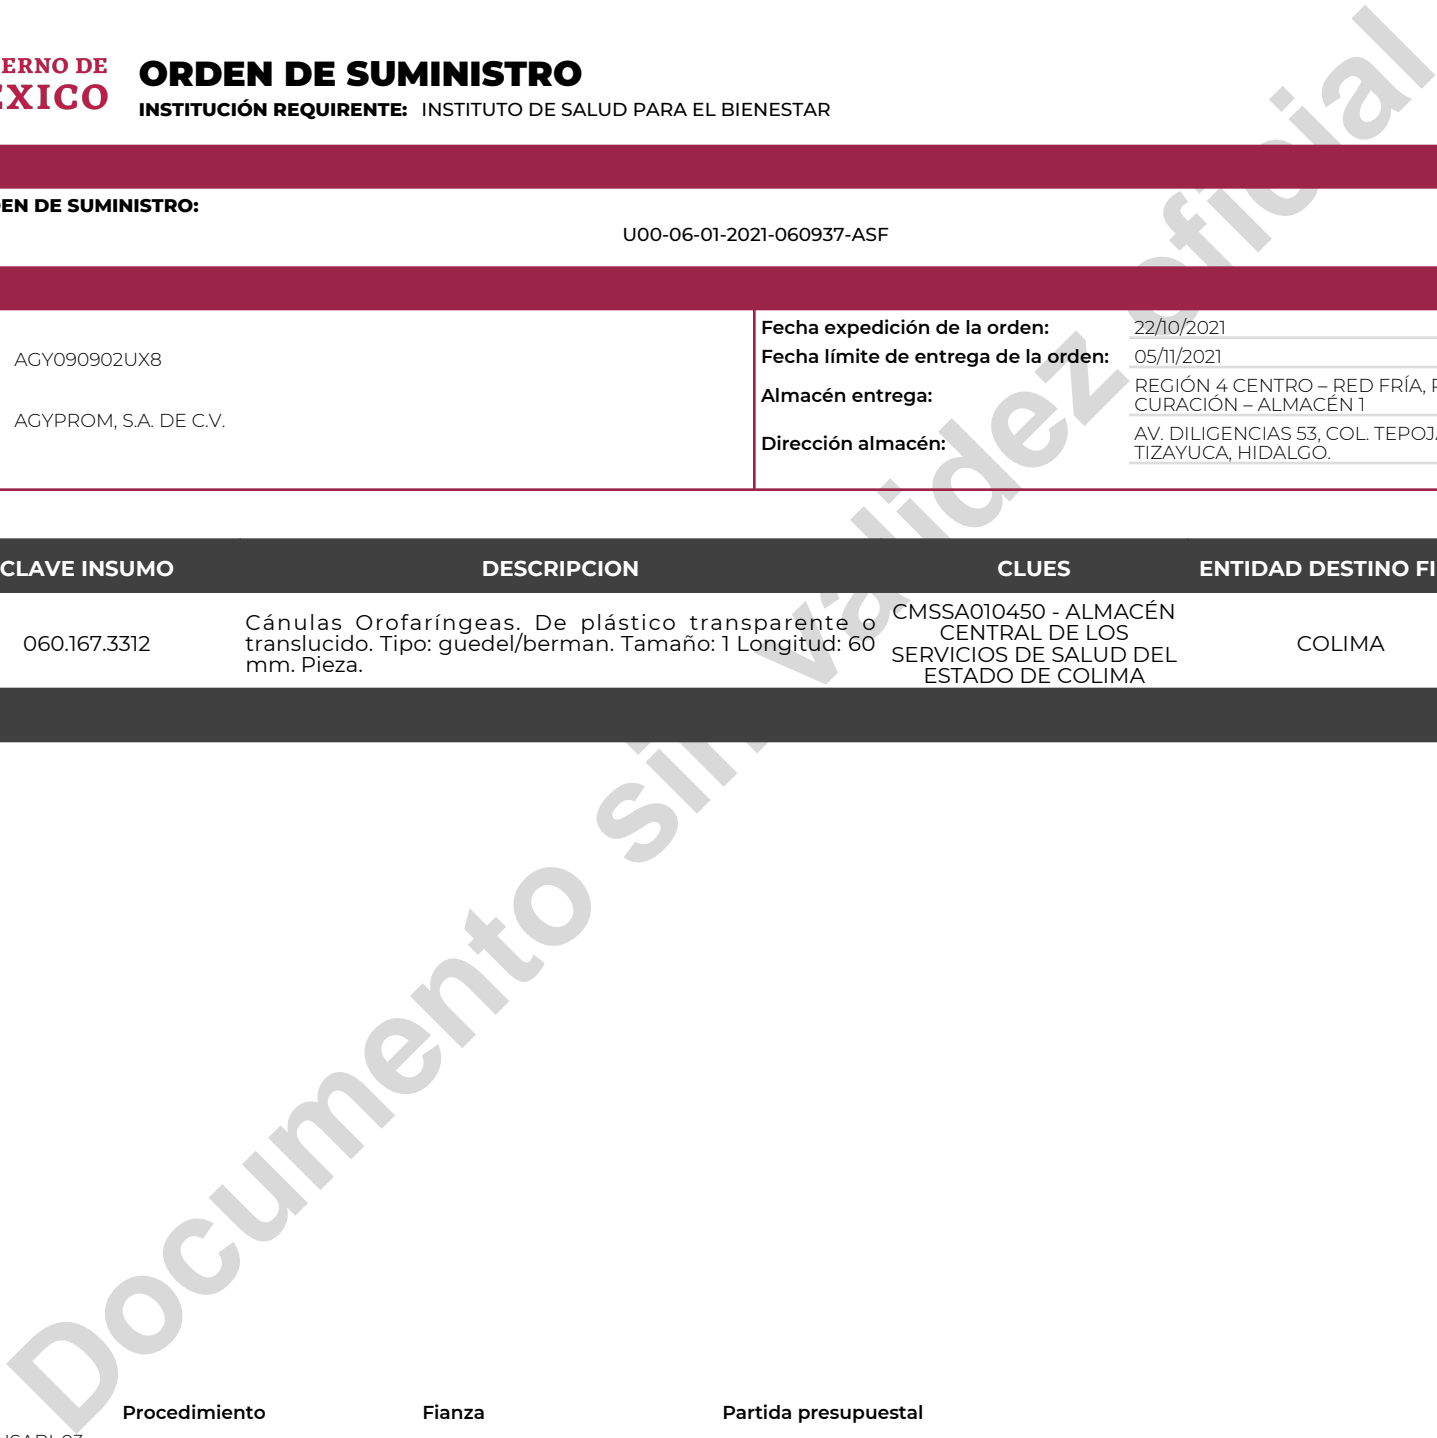 ERNO DE
ORDEN DE SUMINISTRO
XICO
INSTITUCIÓN REQUIRENTE: INSTITUTO DE SALUD PARA EL BIENESTAR
EN DE SUMINISTRO:
U00-06-01-2021-060937-ASF
AGY090902UX8
AGYPROM, S.A. DE C.V.
Fecha expedición de la orden: 22/10/2021
Fecha límite de entrega de la orden: 05/11/2021
Almacén entrega:
REGIÓN 4 CENTRO – RED FRÍA,
CURACIÓN – ALMACÉN 1
Dirección almacén:
AV. DILIGENCIAS 53, COL. TEPOJ
TIZAYUCA, HIDALGO.
CLAVE INSUMO DESCRIPCION CLUES ENTIDAD DESTINO FI
060.167.3312
Cánulas Orofaríngeas. De plástico transparente o
translucido. Tipo: guedel/berman. Tamaño: 1 Longitud: 60
mm. Pieza.
CMSSA010450 - ALMACÉN
CENTRAL DE LOS
SERVICIOS DE SALUD DEL
ESTADO DE COLIMA
COLIMA
Documento sin validez oficial
Procedimiento Fianza Partida presupuestal